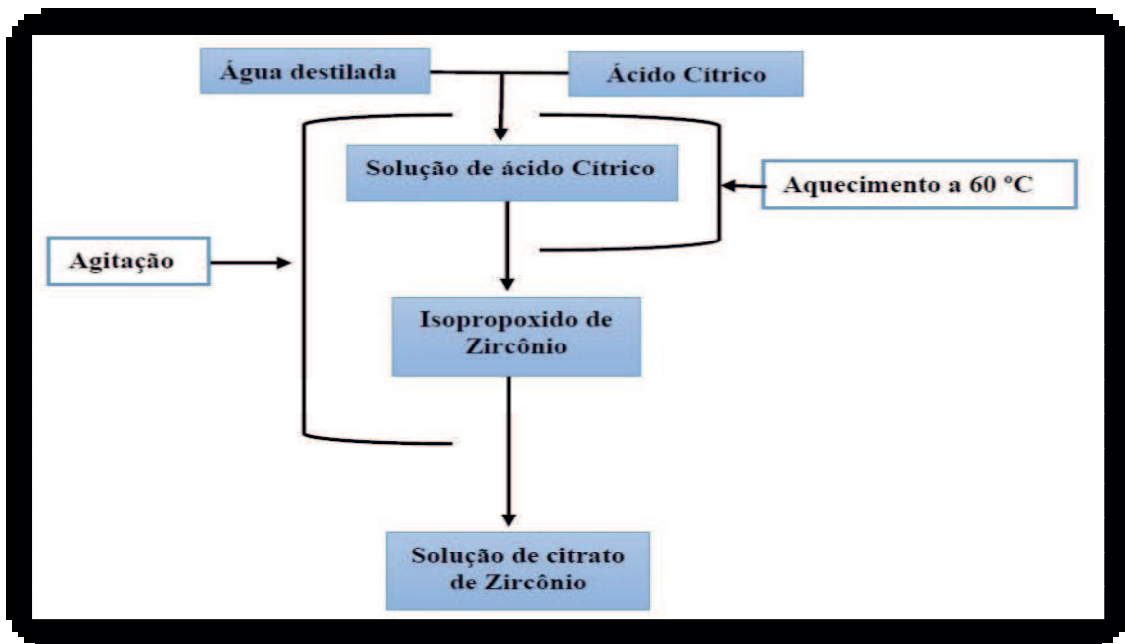 Água destilada
Ácido Cítrico
Solução de ácido Cítrico
Aquecimento a 60 ºC
Agitação
Isopropoxido de
Zircônio
Solução de citrato
de Zircônio